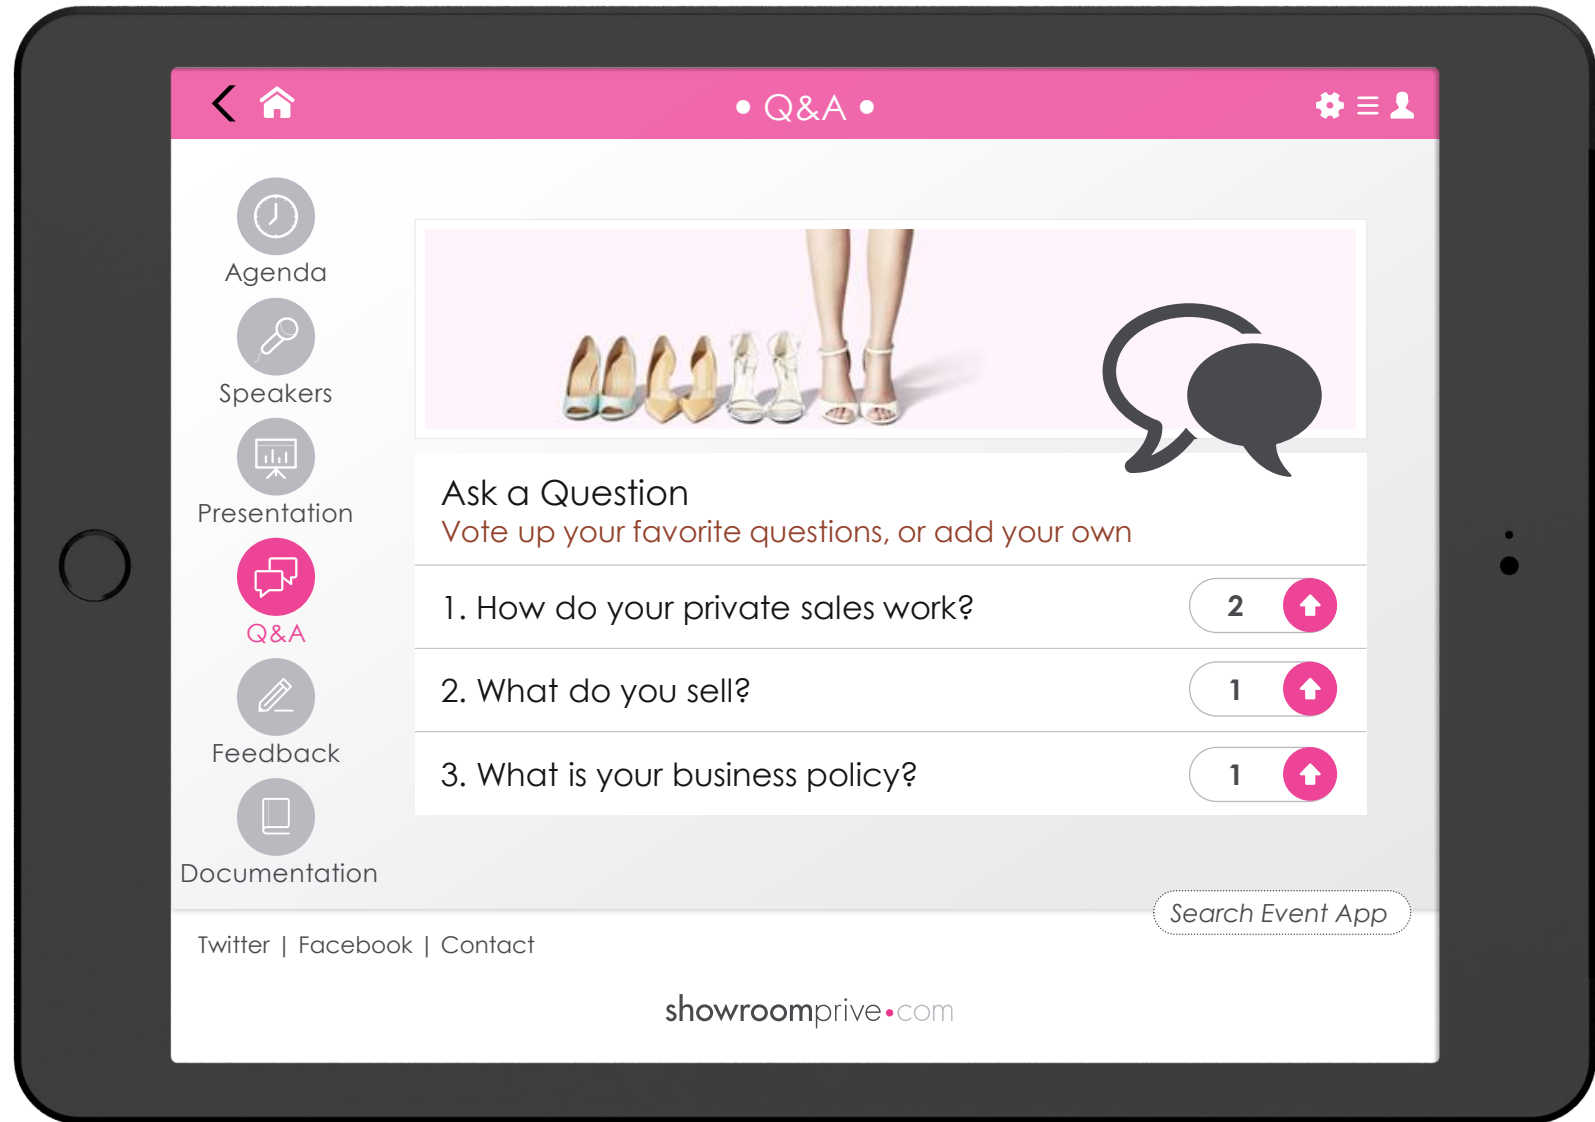 • Q&A •
Agenda
Speakers
Presentation
Q&A
Feedback
Documentation
Ask a Question
Vote up your favorite questions, or add your own
1. How do your private sales work?
2
2. What do you sell?
1
3. What is your business policy?
1
Search Event App
Twitter | Facebook | Contact
showroomprive•com